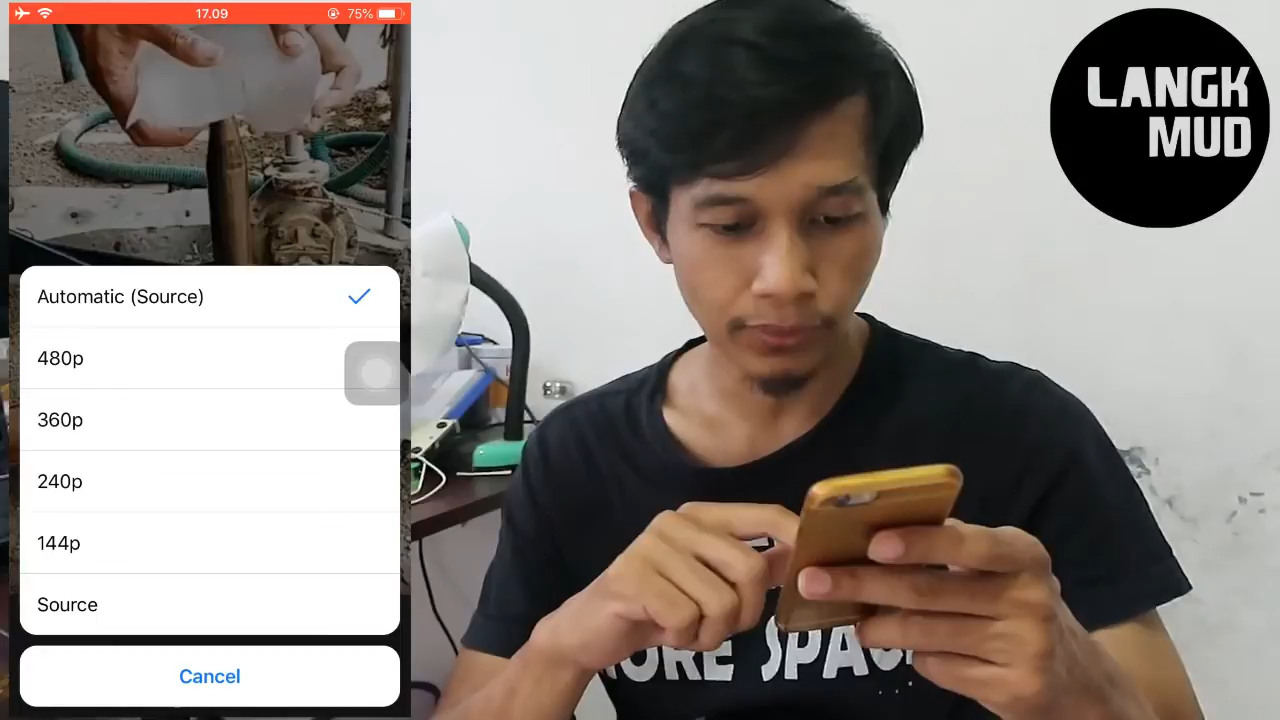 17.09
75%
Automatic (Source)
480p
360p
240p
144p
Source
Cancel
LANGK
MUD